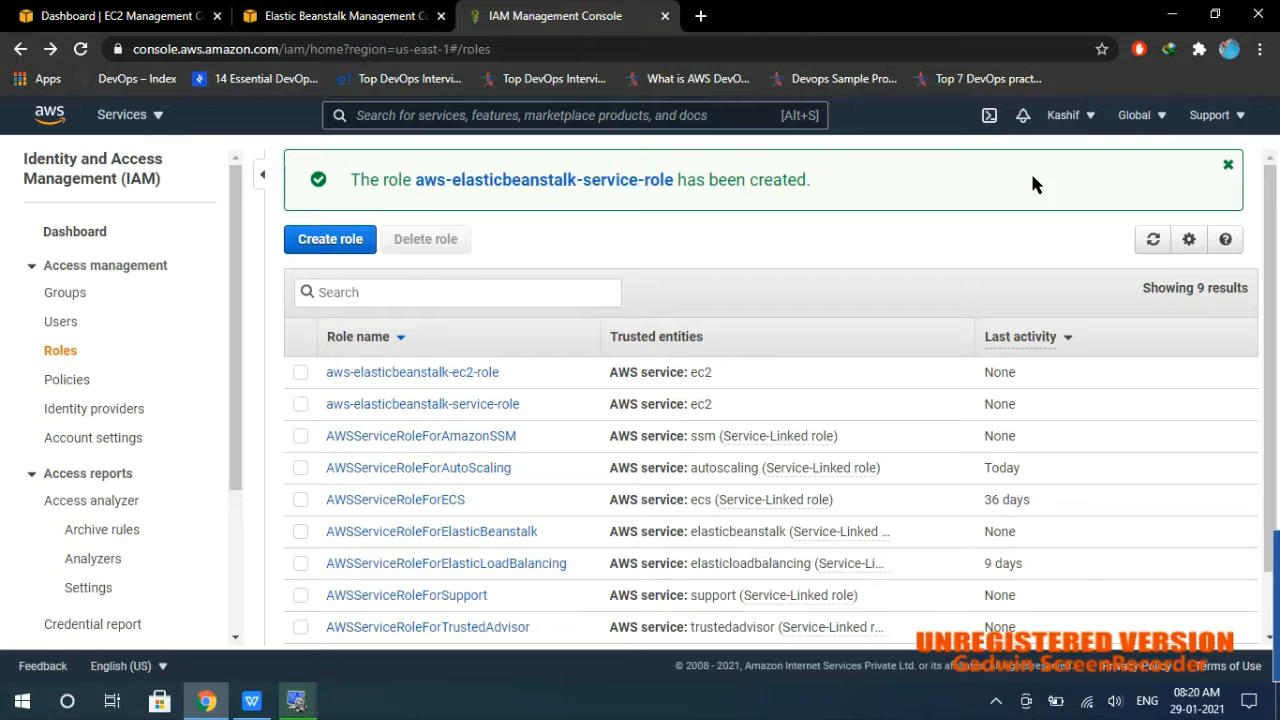 Dashboard | EC2 Management C
Elastic Beanstalk Management Co
IAM Management Console
console.aws.amazon.com/iam/home?region=us-east-1#/roles
Apps
DevOps – Index
14 Essential DevOp...
Top DevOps Intervi...
Top DevOps Intervi...
What is AWS DevO...
Devops Sample Pro...
Top 7 DevOps pract...
aws
Services
Search for services, features, marketplace products, and docs
[Alt+S]
Kashif
Global
Support
Identity and Access
Management (IAM)
Dashboard
Access management
Groups
Users
Roles
Policies
Identity providers
Account settings
Access reports
Access analyzer
Archive rules
Analyzers
Settings
Credential report
The role aws-elasticbeanstalk-service-role has been created.
Create role
Delete role
Search
Showing 9 results
Role name Trusted entities Last activity
aws-elasticbeanstalk-ec2-role AWS service: ec2 None
aws-elasticbeanstalk-service-role AWS service: ec2 None
AWSServiceRoleForAmazonSSM AWS service: ssm (Service-Linked role) None
AWSServiceRoleForAutoScaling AWS service: autoscaling (Service-Linked role) Today
AWSServiceRoleForECS AWS service: ecs (Service-Linked role) 36 days
AWSServiceRoleForElasticBeanstalk AWS service: elasticbeanstalk (Service-Linked ... None
AWSServiceRoleForElasticLoadBalancing AWS service: elasticloadbalancing (Service-Li... 9 days
AWSServiceRoleForSupport AWS service: support (Service-Linked role) None
AWSServiceRoleForTrustedAdvisor AWS service: trustedadvisor (Service-Linked r... None
UNREGISTERED VERSION
Gadwin ScreenRecorder
Feedback
English (US)
© 2008 - 2021, Amazon Internet Services Private Ltd. or its affiliates. All rights reserved.
Privacy Policy
Terms of Use
ENG
08:20 AM
29-01-2021